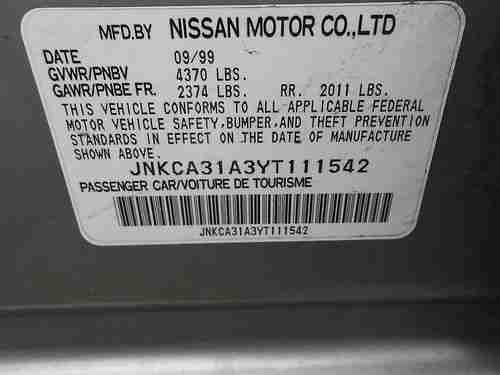 MFD.BY NISSAN MOTOR CO.,LTD
DATE 09/99
GVWR/PNBV 4370 LBS.
GAWR/PNBE FR. 2374 LBS. RR. 2011 LBS.
THIS VEHICLE CONFORMS TO ALL APPLICABLE FEDERAL
MOTOR VEHICLE SAFETY, BUMPER, AND THEFT PREVENTION
STANDARDS IN EFFECT ON THE DATE OF MANUFACTURE
SHOWN ABOVE.
JNKCA31A3YT111542
PASSENGER CAR/VOITURE DE TOURISME
JNKCA31A3YT111542